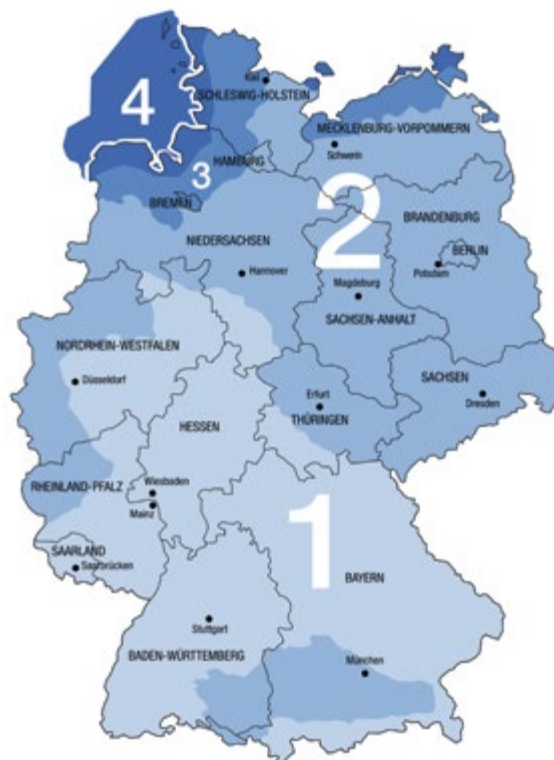 Kiel
4
SCHLESWIG-HOLSTEIN
MECKLENBURG-VORPOMMERN
Schwerin
HAMBURG
3
BREMEN
2
BRANDENBURG
NIEDERSACHSEN
BERLIN
Hannover
Potsdam
Magdeburg
SACHSEN-ANHALT
NORDRHEIN-WESTFALEN
Düsseldorf
SACHSEN
Erfurt
Dresden
THÜRINGEN
HESSEN
Wiesbaden
RHEINLAND-PFALZ
Mainz
1
SAARLAND
Saarbrücken
BAYERN
Stuttgart
BADEN-WÜRTTEMBERG
München